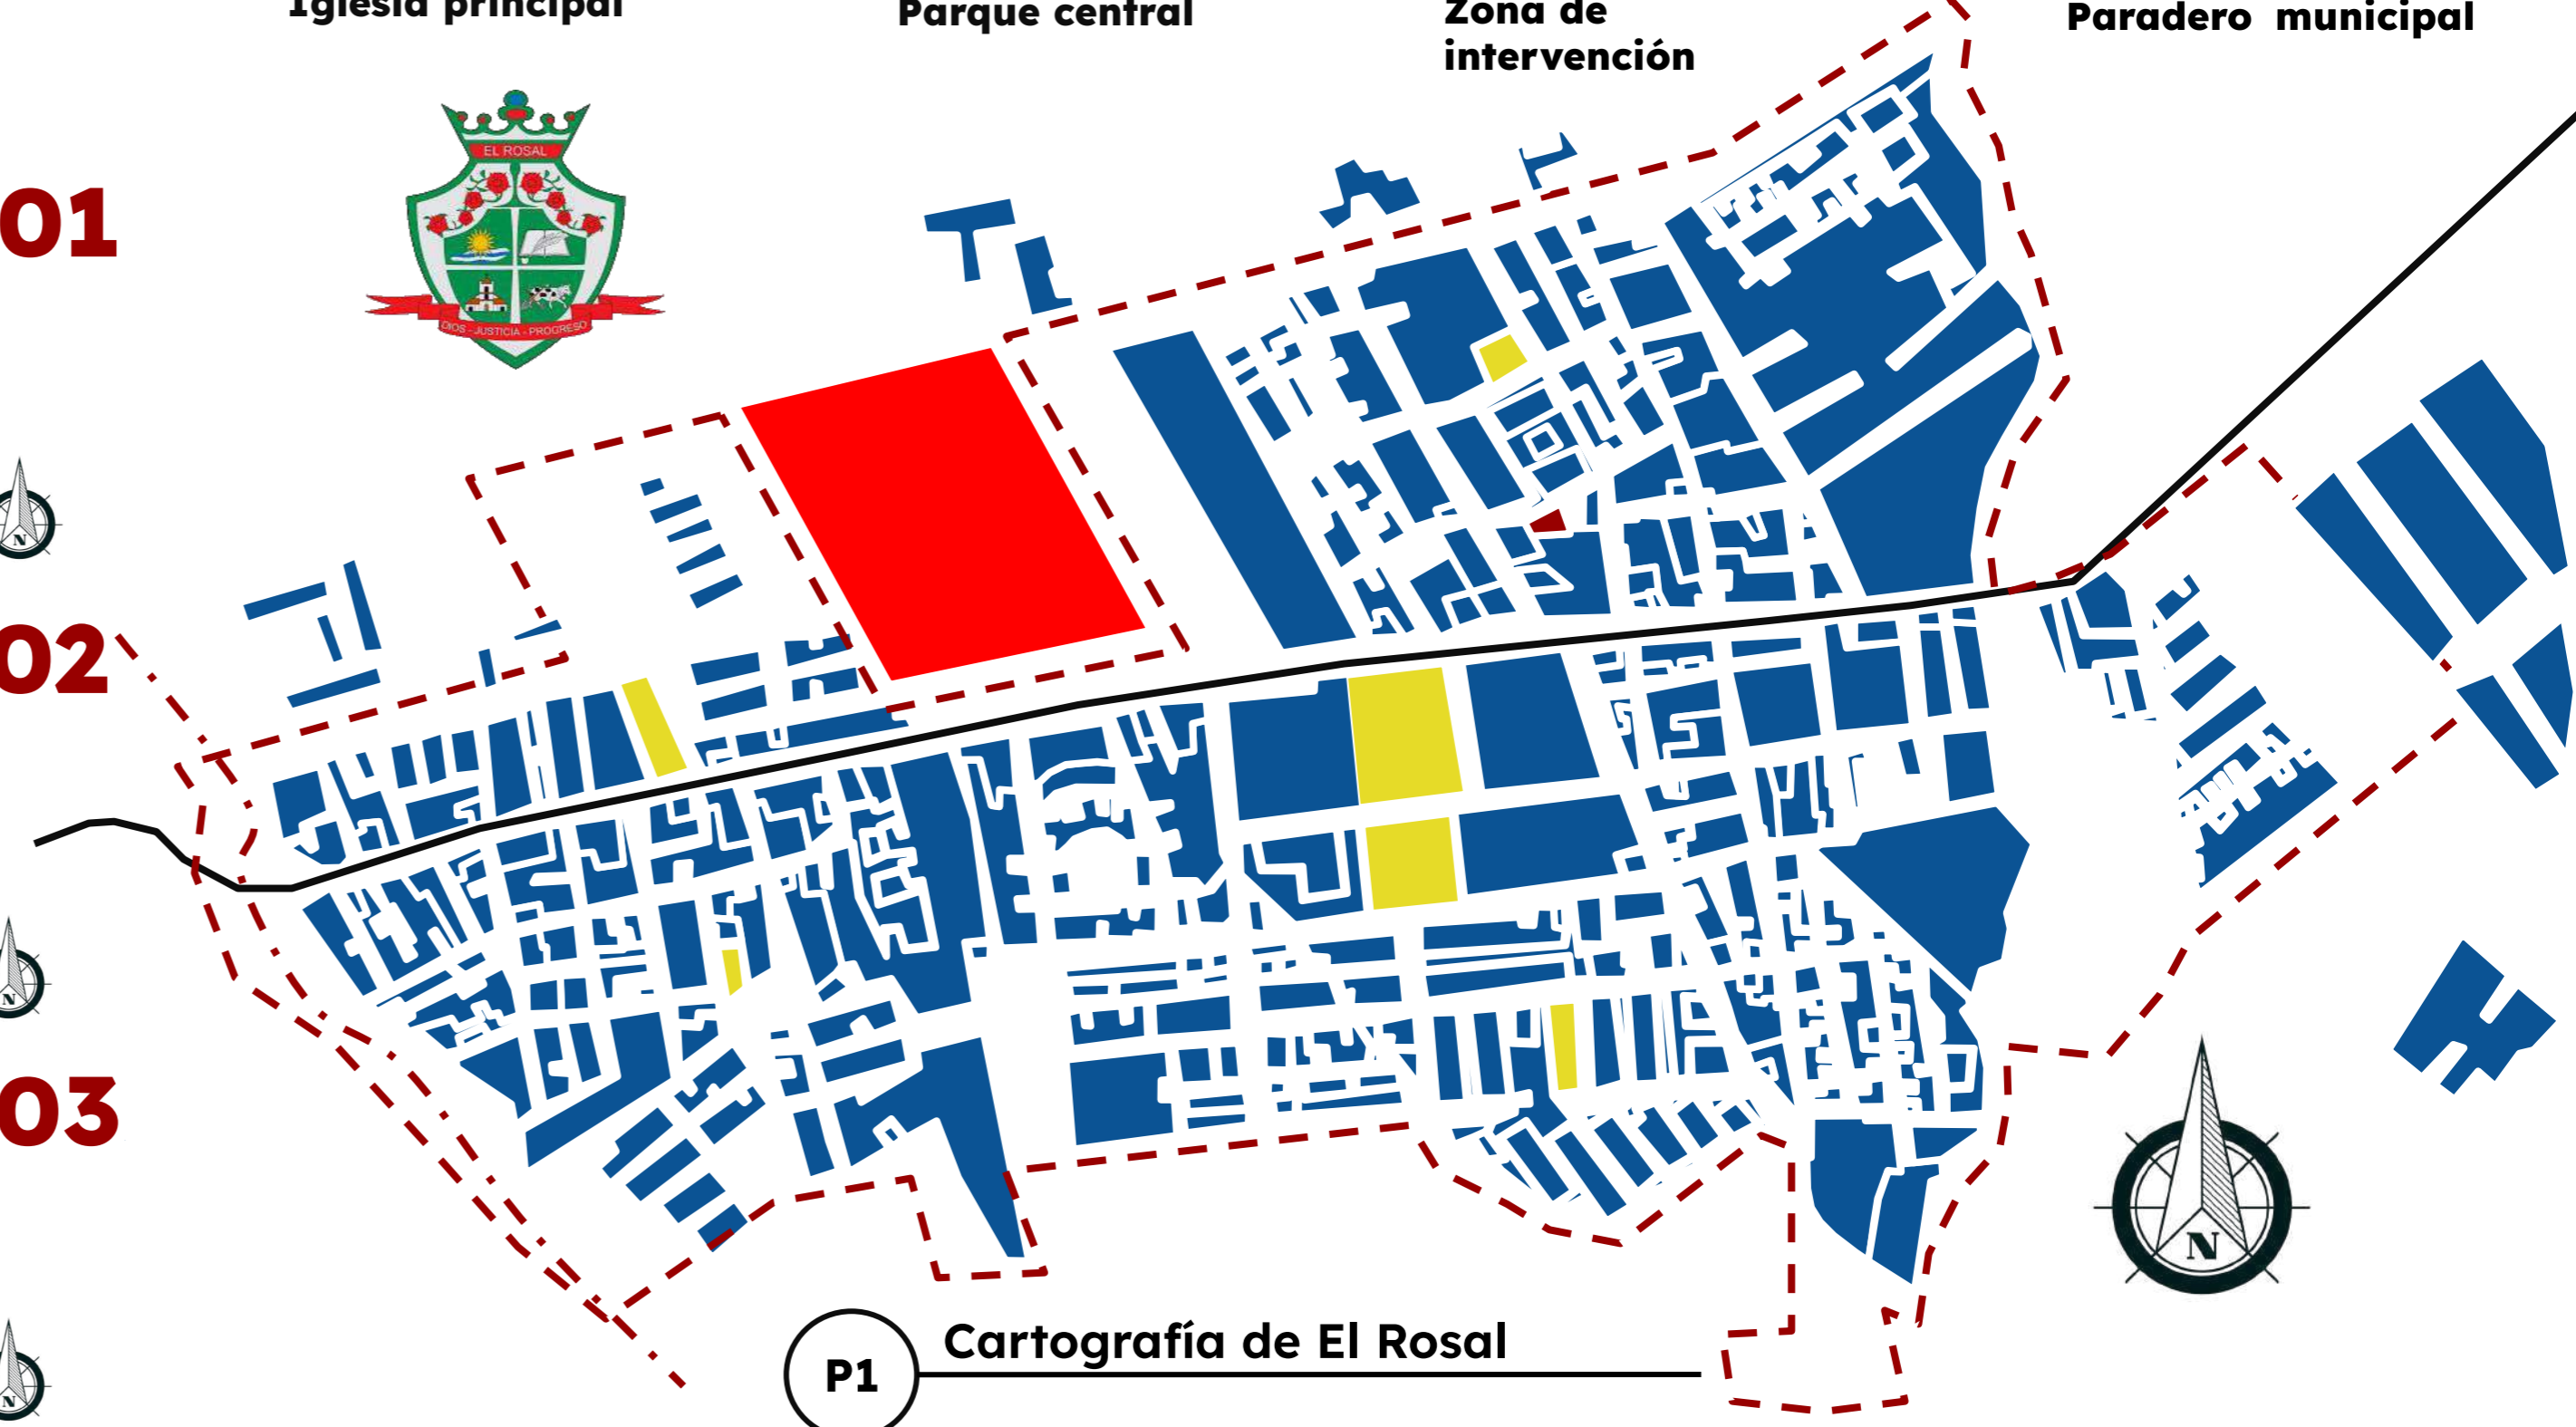 Iglesia principal
Parque central
Zona de
intervención
Paradero municipal
EL ROSAL
DIOS - JUSTICIA - PROGRESO
01
N
02
N
03
N
N
P1
Cartografía de El Rosal